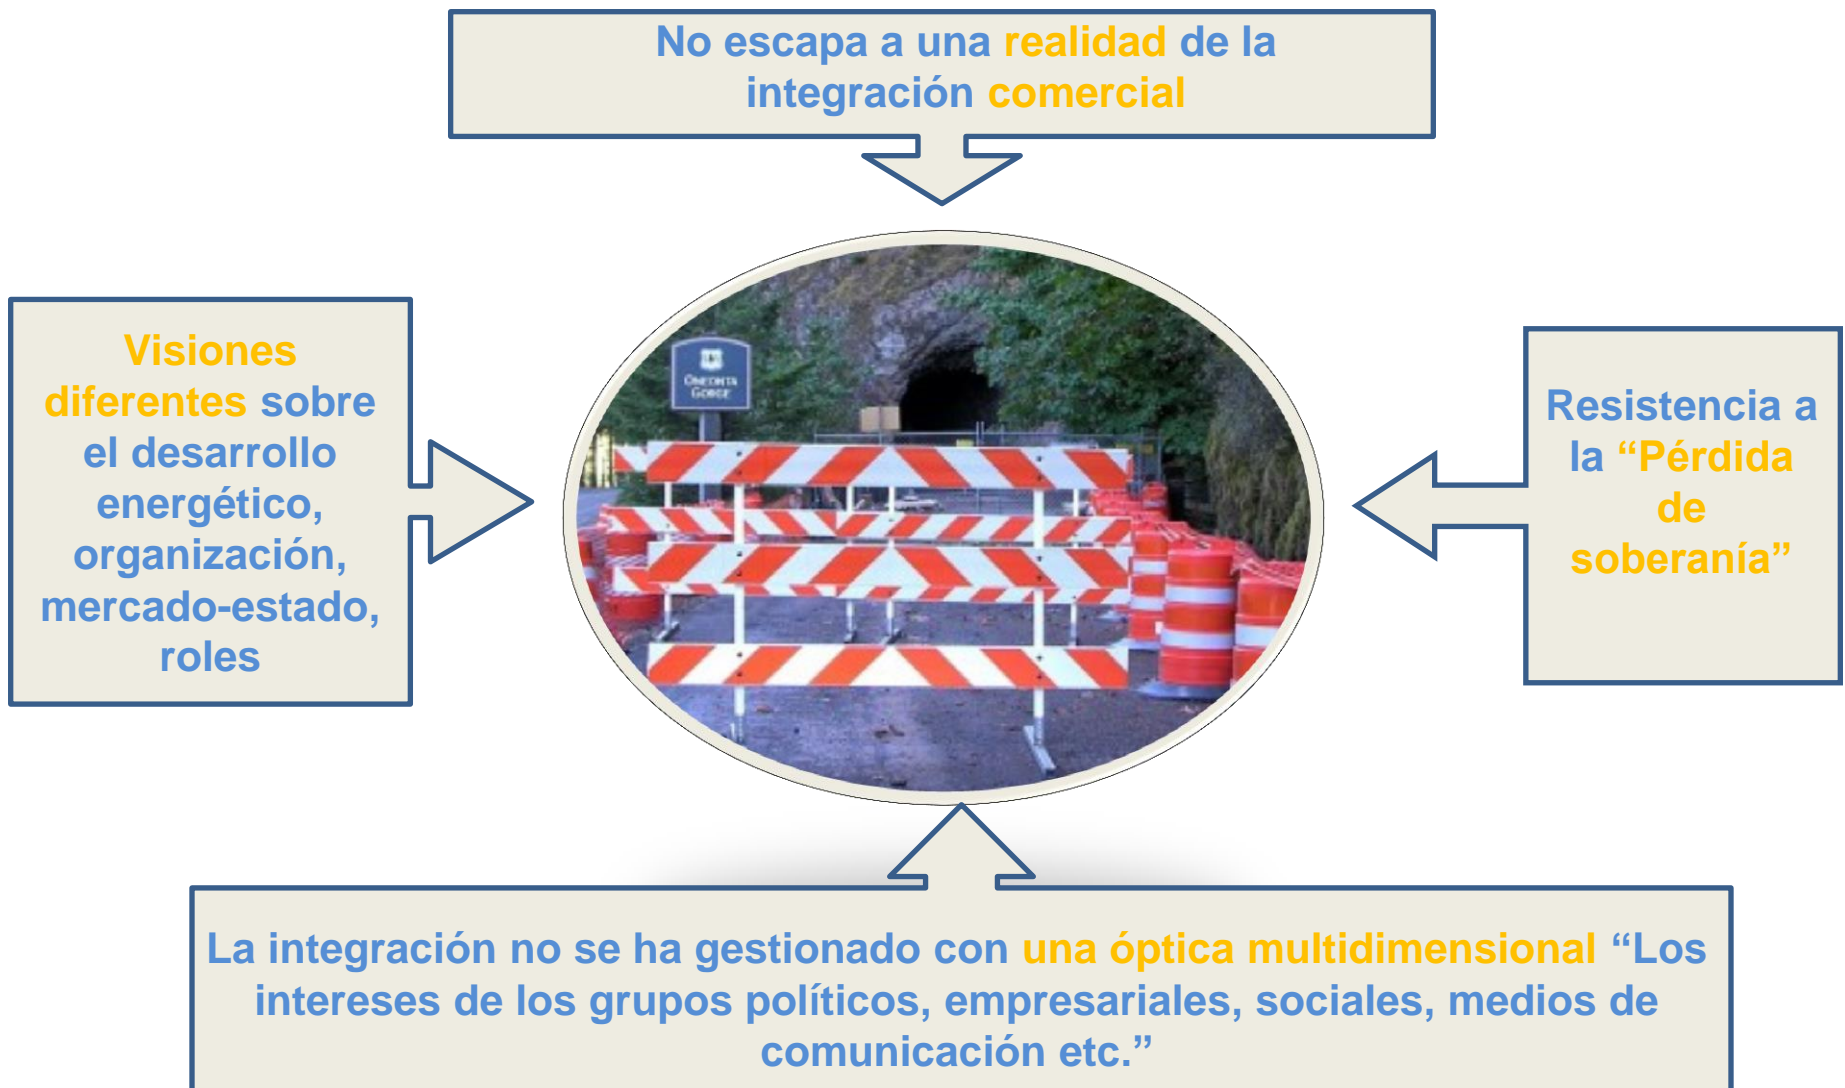 No escapa a una realidad de la
integración comercial
Visiones
diferentes sobre
el desarrollo
energético,
organización,
mercado-estado,
roles
ONEONTA
GORGE
Resistencia a
la “Pérdida
de
soberanía”
La integración no se ha gestionado con una óptica multidimensional “Los
intereses de los grupos políticos, empresariales, sociales, medios de
comunicación etc.”